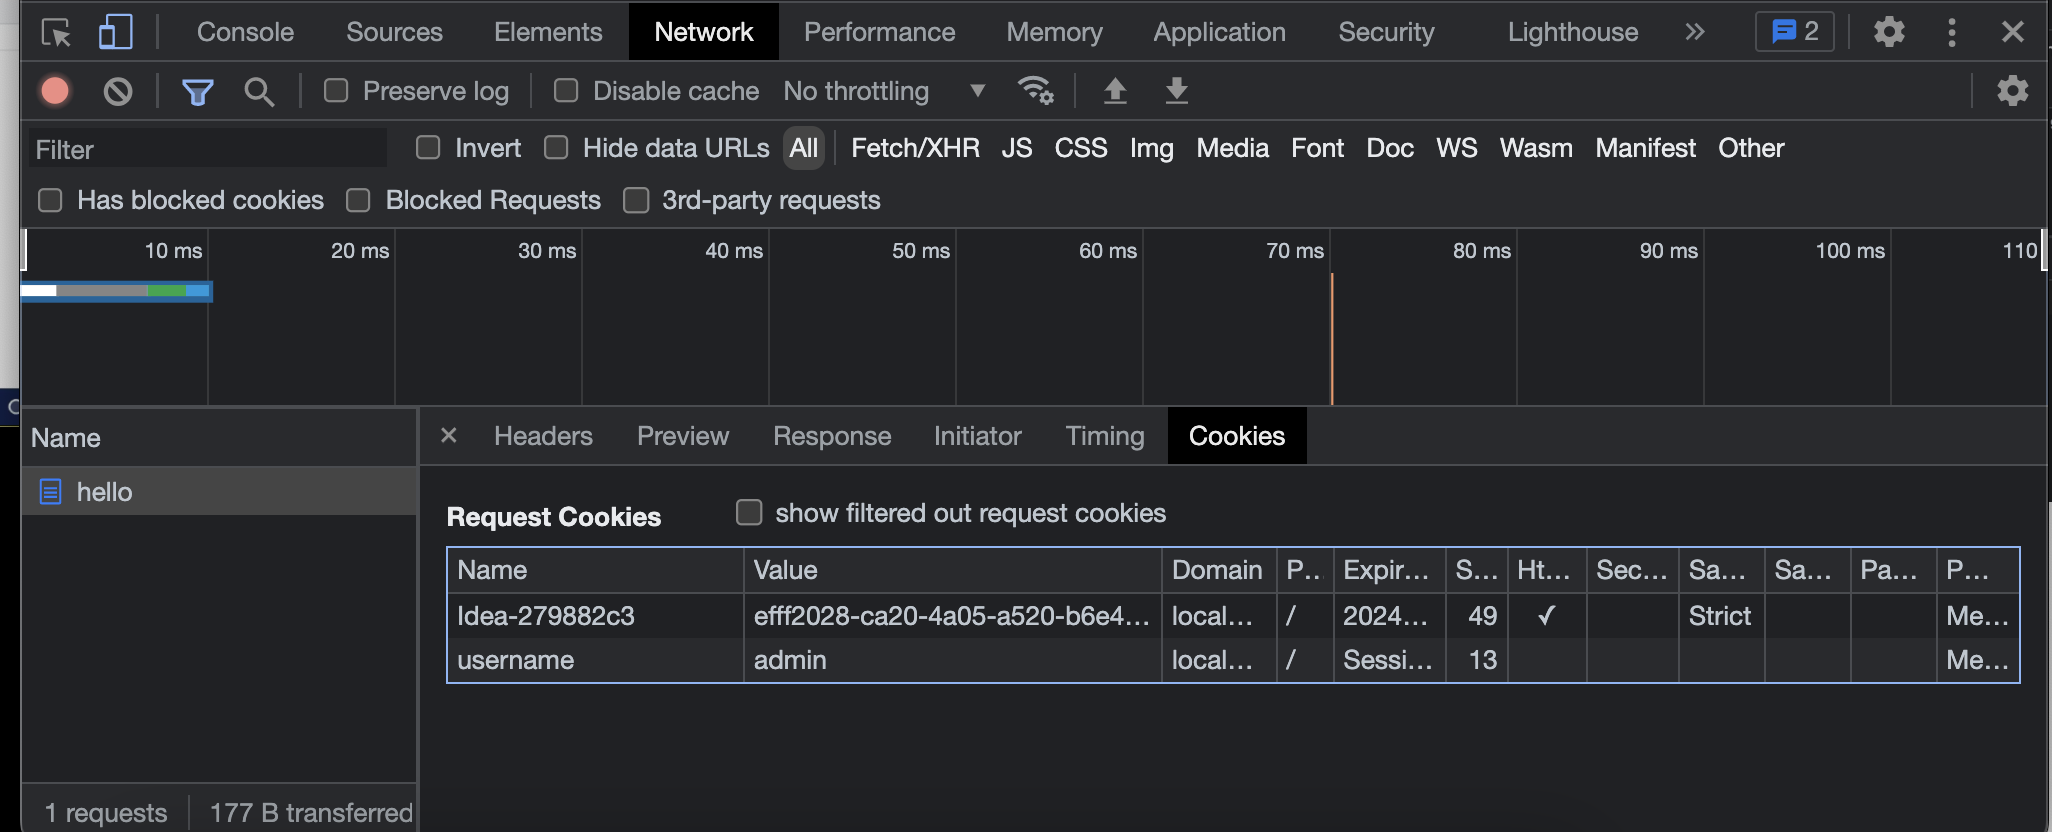 Console Sources Elements Network Performance Memory Application Security Lighthouse » 2
Preserve log Disable cache No throttling
Filter Invert Hide data URLs All Fetch/XHR JS CSS Img Media Font Doc WS Wasm Manifest Other
Has blocked cookies Blocked Requests 3rd-party requests
10 ms 20 ms 30 ms 40 ms 50 ms 60 ms 70 ms 80 ms 90 ms 100 ms 110
Name
hello
1 requests 177 B transferred
Headers Preview Response Initiator Timing Cookies
Request Cookies show filtered out request cookies
Name Value Domain P... Expir... S... Ht... Sec... Sa... Sa... Pa... P...
Idea-279882c3 efff2028-ca20-4a05-a520-b6e4... local... / 2024... 49 ✓ Strict Me...
username admin local... / Sessi... 13 Me...